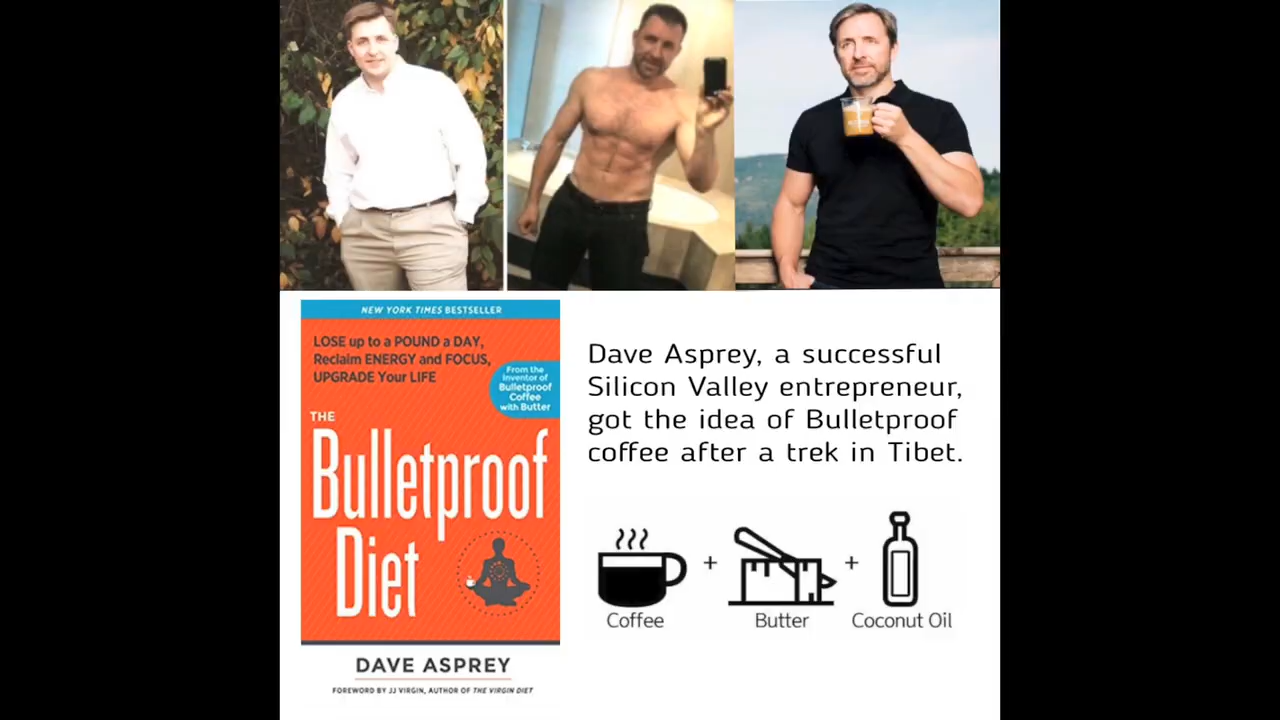 NEW YORK TIMES BESTSELLER
LOSE up to a POUND a DAY,
Reclaim ENERGY and FOCUS,
UPGRADE Your LIFE
From the
Inventor of
Bulletproof
Coffee
with Butter
THE
Bulletproof
Diet
DAVE ASPREY
FOREWORD BY JJ VIRGIN, AUTHOR OF THE VIRGIN DIET
Dave Asprey, a successful
Silicon Valley entrepreneur,
got the idea of Bulletproof
coffee after a trek in Tibet.
+
+
Coffee
Butter
Coconut Oil